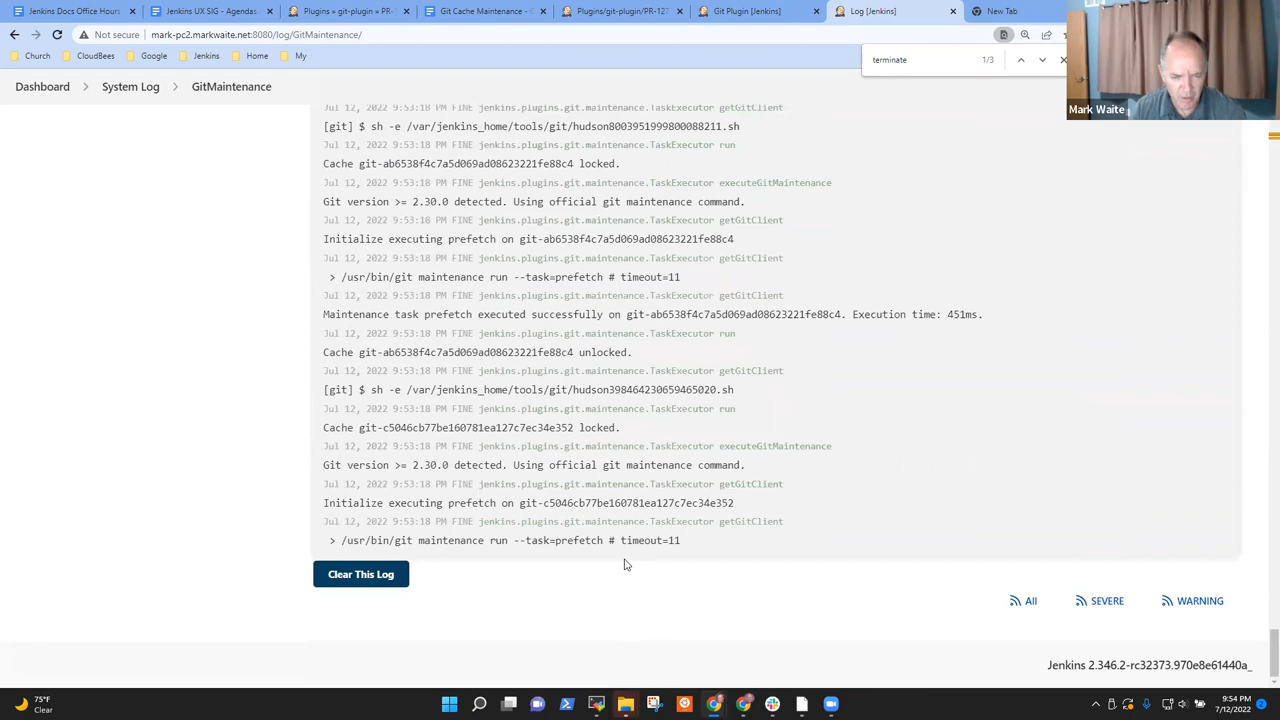 Jenkins Docs Office Hours
Jenkins UX SIG - Agendas
Plugins » git-plugin » PR-1
Git Cache Maintenance -
Plugins/git-plugin/PR-127
Git Plugin [Jenkins]
Log [Jenkins]
New Tab
Not secure
mark-pc2.markwaite.net:8080/log/GitMaintenance/
Church
CloudBees
Google
Jenkins
Home
My
terminate
1/3
Mark Waite
Dashboard
System Log
GitMaintenance
Jul 12, 2022 9:53:18 PM FINE jenkins.plugins.git.maintenance.TaskExecutor getGitClient
[git] $ sh -e /var/jenkins_home/tools/git/hudson8003951999800088211.sh
Jul 12, 2022 9:53:18 PM FINE jenkins.plugins.git.maintenance.TaskExecutor run
Cache git-ab6538f4c7a5d069ad08623221fe88c4 locked.
Jul 12, 2022 9:53:18 PM FINE jenkins.plugins.git.maintenance.TaskExecutor executeGitMaintenance
Git version >= 2.30.0 detected. Using official git maintenance command.
Jul 12, 2022 9:53:18 PM FINE jenkins.plugins.git.maintenance.TaskExecutor getGitClient
Initialize executing prefetch on git-ab6538f4c7a5d069ad08623221fe88c4
Jul 12, 2022 9:53:18 PM FINE jenkins.plugins.git.maintenance.TaskExecutor getGitClient
> /usr/bin/git maintenance run --task=prefetch # timeout=11
Jul 12, 2022 9:53:18 PM FINE jenkins.plugins.git.maintenance.TaskExecutor getGitClient
Maintenance task prefetch executed successfully on git-ab6538f4c7a5d069ad08623221fe88c4. Execution time: 451ms.
Jul 12, 2022 9:53:18 PM FINE jenkins.plugins.git.maintenance.TaskExecutor run
Cache git-ab6538f4c7a5d069ad08623221fe88c4 unlocked.
Jul 12, 2022 9:53:18 PM FINE jenkins.plugins.git.maintenance.TaskExecutor getGitClient
[git] $ sh -e /var/jenkins_home/tools/git/hudson398464230659465020.sh
Jul 12, 2022 9:53:18 PM FINE jenkins.plugins.git.maintenance.TaskExecutor run
Cache git-c5046cb77be160781ea127c7ec34e352 locked.
Jul 12, 2022 9:53:18 PM FINE jenkins.plugins.git.maintenance.TaskExecutor executeGitMaintenance
Git version >= 2.30.0 detected. Using official git maintenance command.
Jul 12, 2022 9:53:18 PM FINE jenkins.plugins.git.maintenance.TaskExecutor getGitClient
Initialize executing prefetch on git-c5046cb77be160781ea127c7ec34e352
Jul 12, 2022 9:53:18 PM FINE jenkins.plugins.git.maintenance.TaskExecutor getGitClient
> /usr/bin/git maintenance run --task=prefetch # timeout=11
Clear This Log
All
SEVERE
WARNING
Jenkins 2.346.2-rc32373.970e8e61440a_
75°F
Clear
9:54 PM
7/12/2022
2